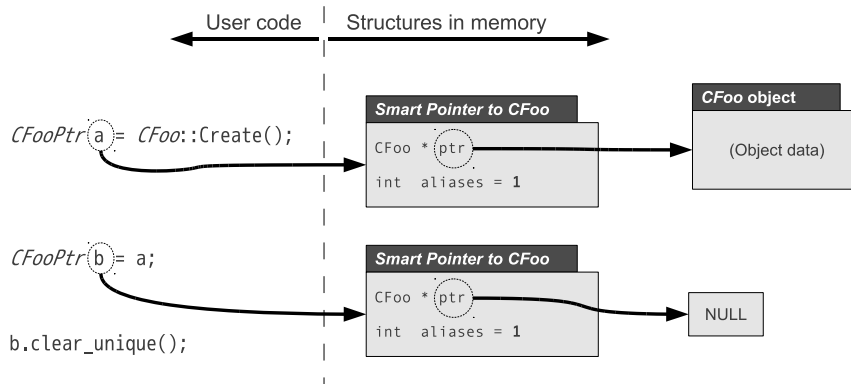 User code
Structures in memory
CFooPtr a = CFoo::Create();
Smart Pointer to CFoo
CFoo * ptr
int aliases = 1
CFoo object
(Object data)
CFooPtr b = a;
b.clear_unique();
Smart Pointer to CFoo
CFoo * ptr
int aliases = 1
NULL